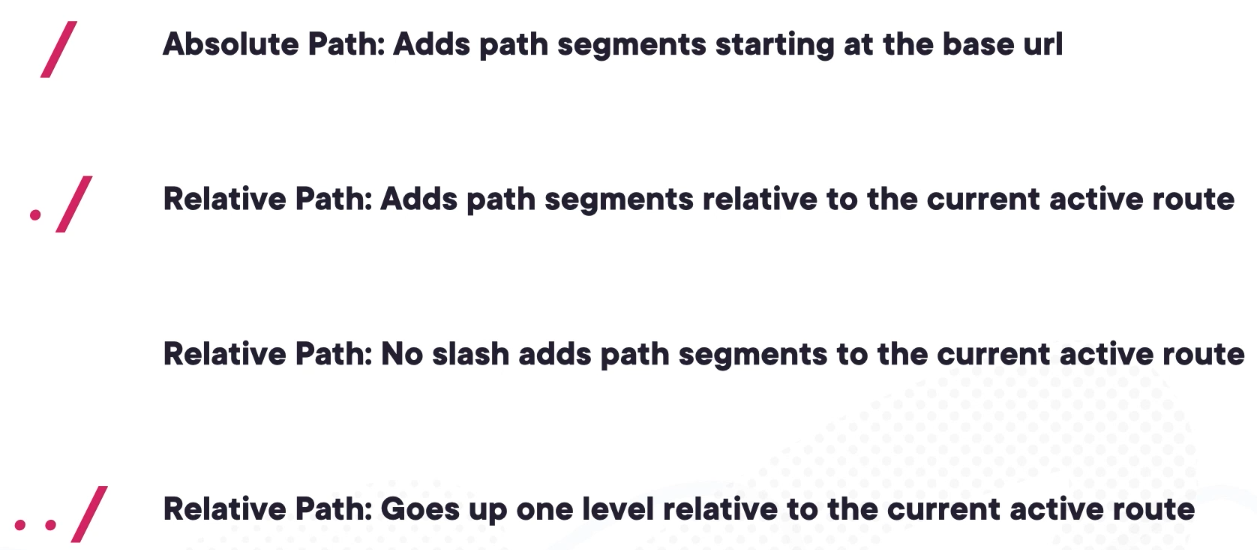 / Absolute Path: Adds path segments starting at the base url
./ Relative Path: Adds path segments relative to the current active route
Relative Path: No slash adds path segments to the current active route
../ Relative Path: Goes up one level relative to the current active route